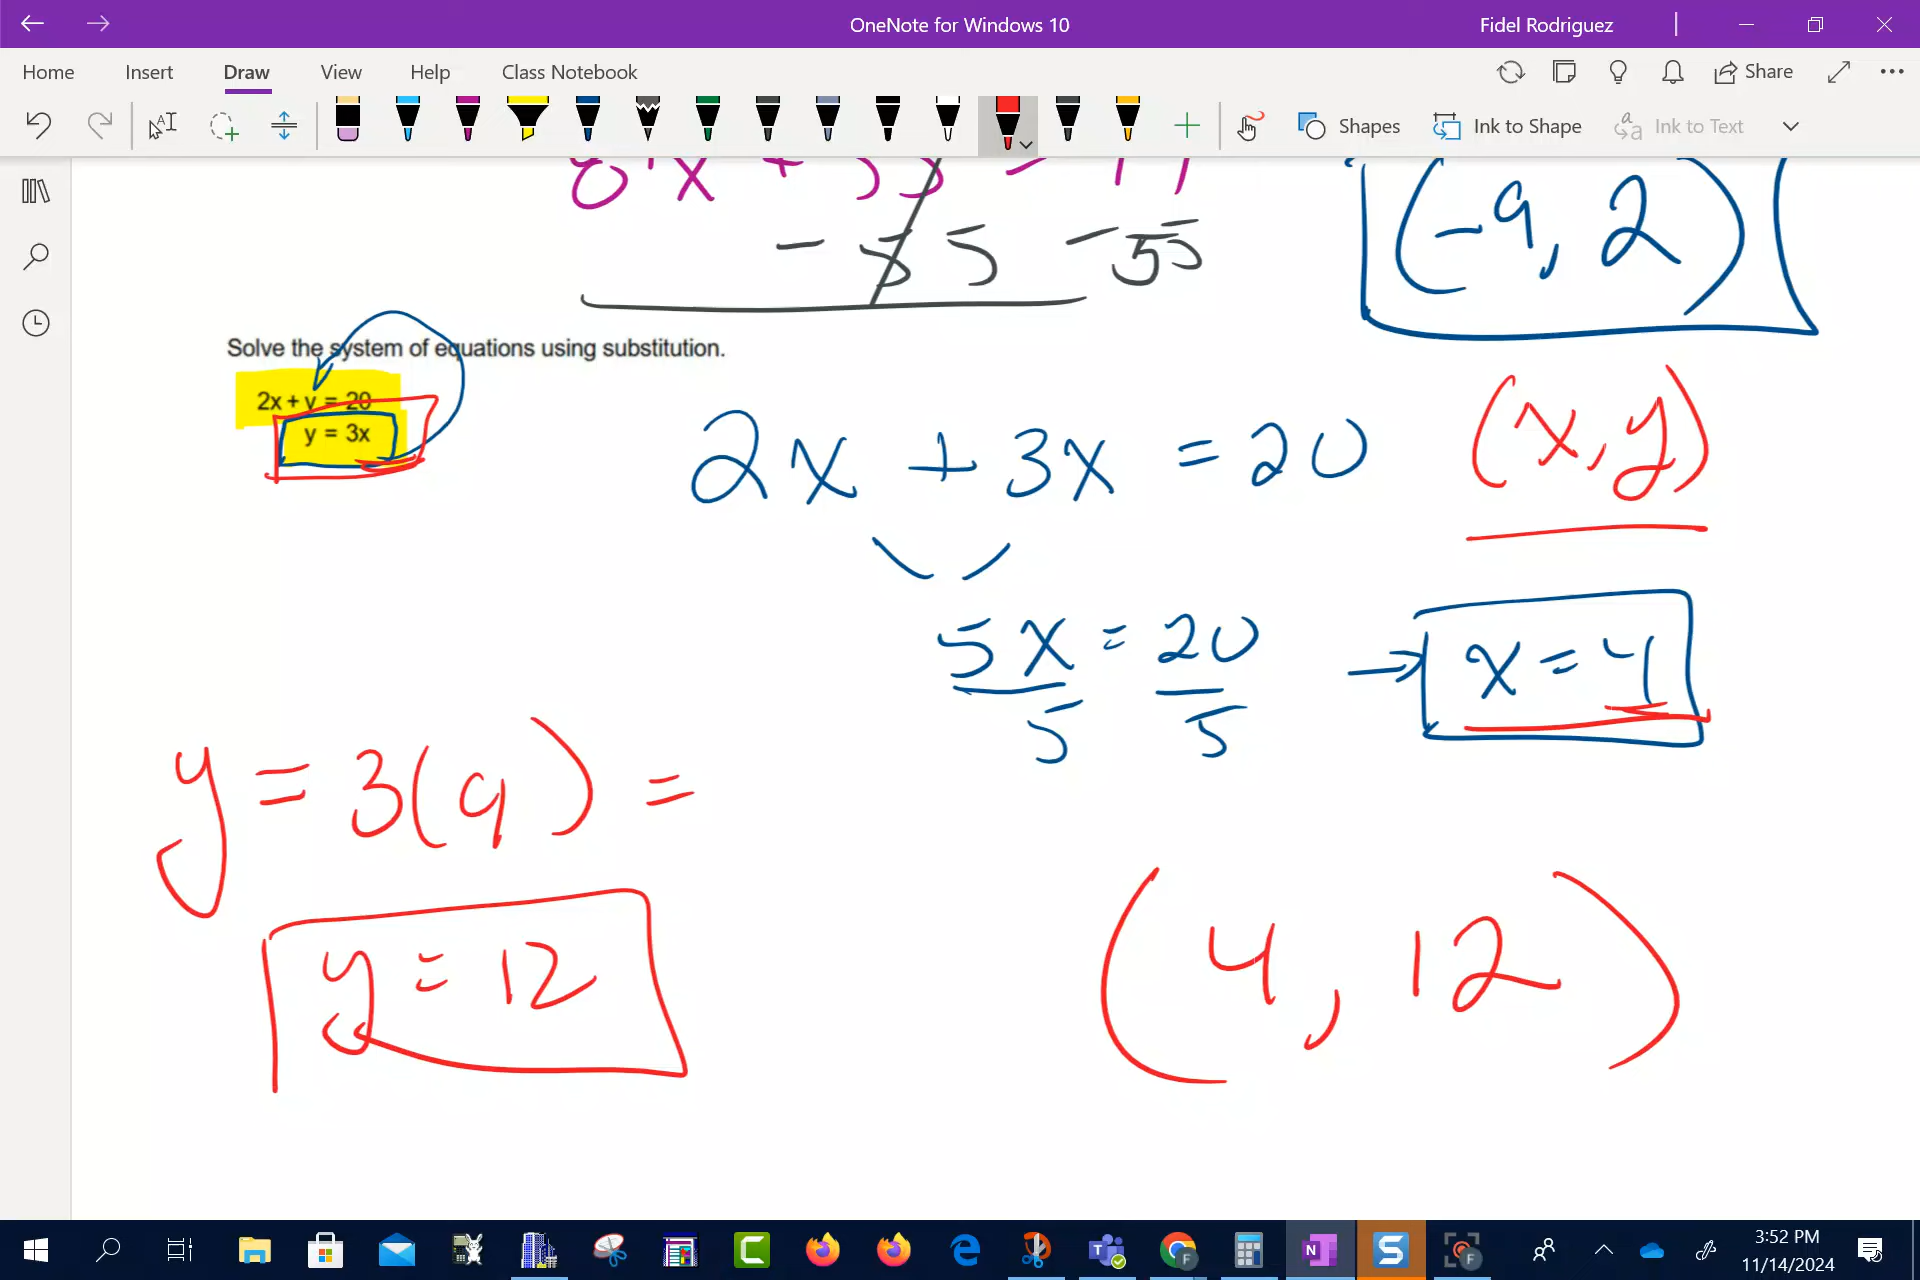 OneNote for Windows 10
Fidel Rodriguez
Home Insert Draw View Help Class Notebook
Share
Shapes Ink to Shape Ink to Text
- 55 - 55
(-9, 2)
Solve the system of equations using substitution.
2x + y = 20
y = 3x
2x + 3x = 20
(x, y)
5x = 20
5 5
x = 4
y = 3(4) =
y = 12
(4, 12)
3:52 PM
11/14/2024